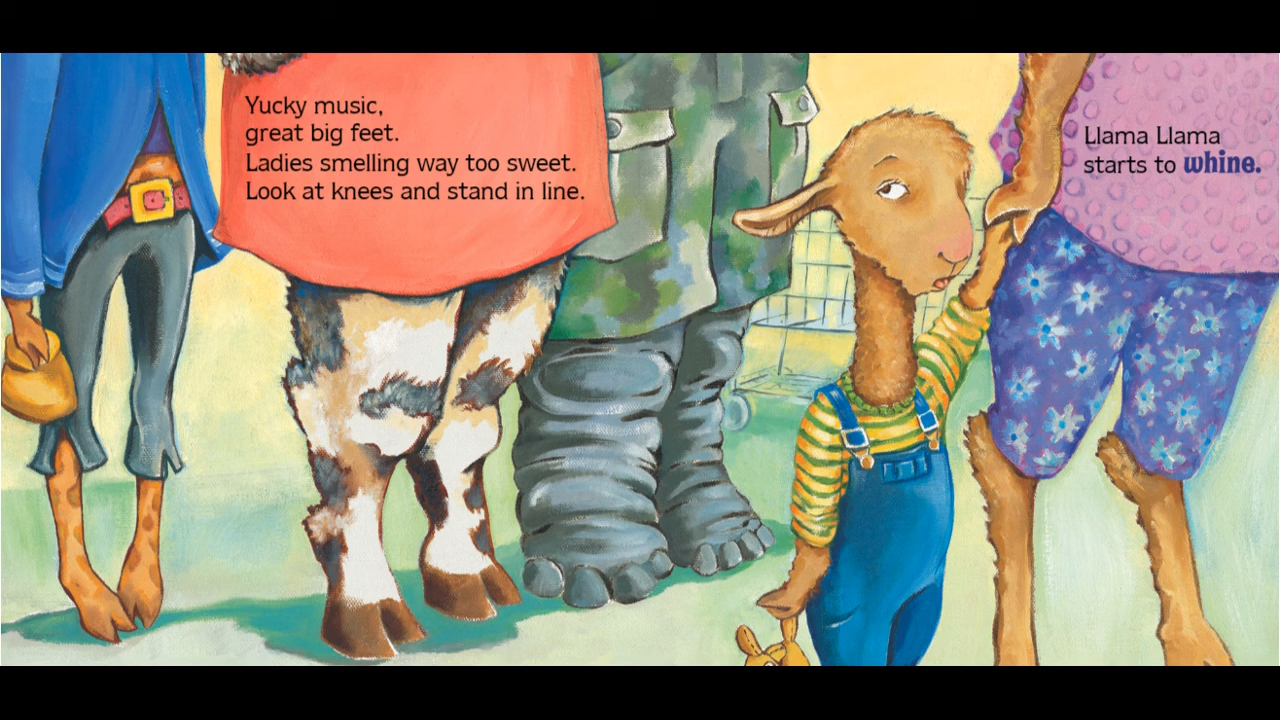 Yucky music,
great big feet.
Ladies smelling way too sweet.
Look at knees and stand in line.
Llama Llama
starts to whine.